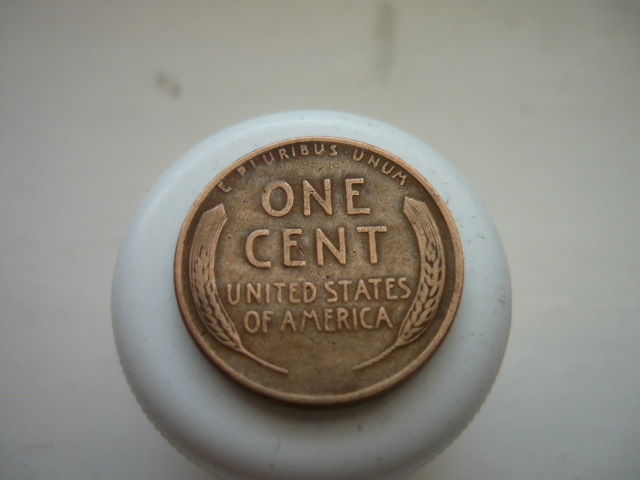 E·PLURIBUS·UNUM
ONE
CENT
UNITED STATES
OF AMERICA